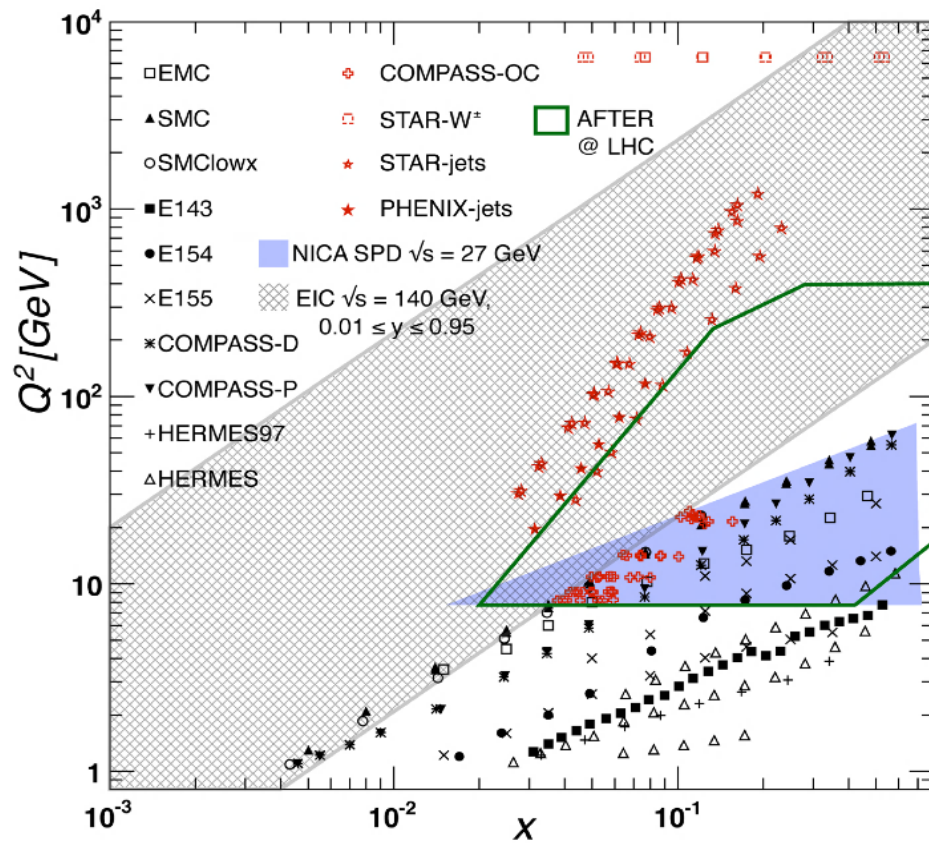 10⁴
10³
10²
10
1
Q² [GeV]
EMC
SMC
SMClowx
E143
E154
E155
COMPASS-D
COMPASS-P
HERMES97
HERMES
COMPASS-OC
STAR-W±
STAR-jets
PHENIX-jets
AFTER
@ LHC
NICA SPD √s = 27 GeV
EIC √s = 140 GeV,
0.01 ≤ y ≤ 0.95
10⁻³
10⁻²
10⁻¹
x